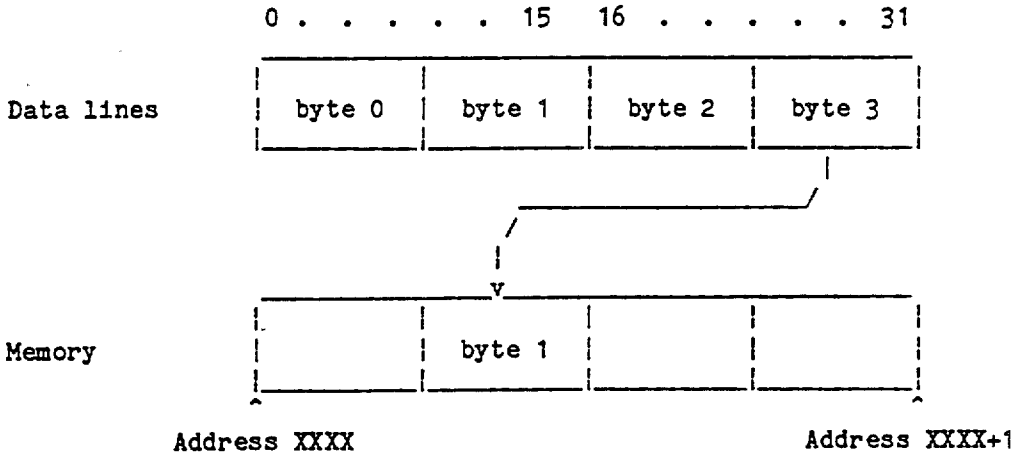 0 . . . . . 15 16 . . . . . 31
Data lines byte 0 byte 1 byte 2 byte 3
v
Memory byte 1
Address XXXX Address XXXX+1